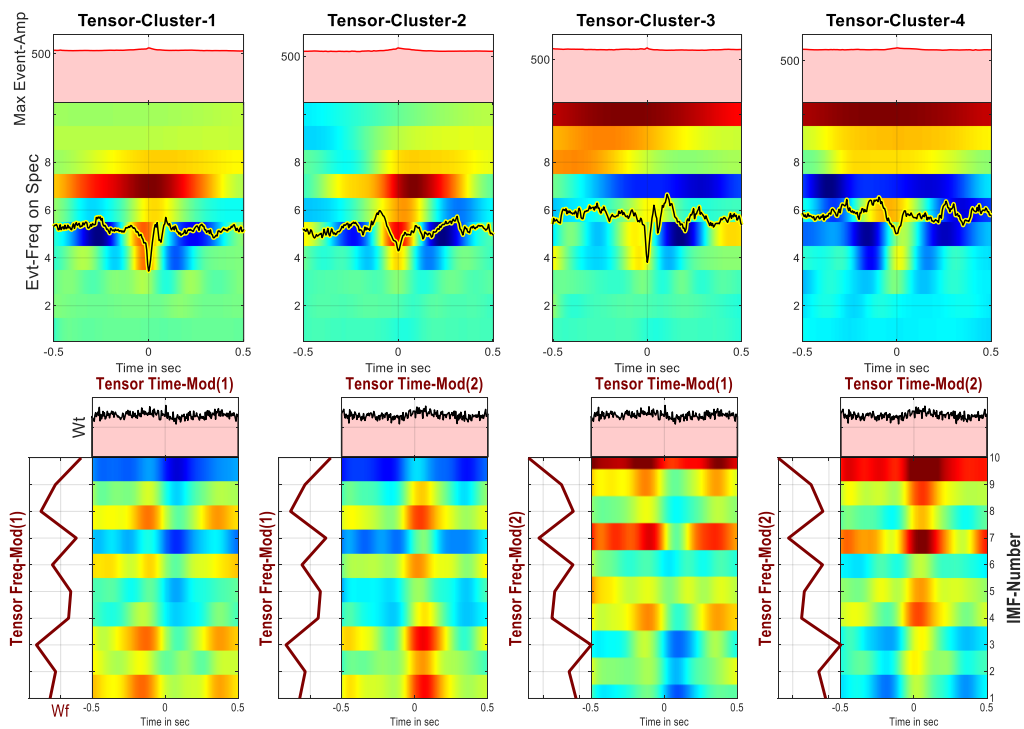 Tensor-Cluster-1 Tensor-Cluster-2 Tensor-Cluster-3 Tensor-Cluster-4
Max Event-Amp
500 500 500 500
Evt-Freq on Spec
8 8 8 8
6 6 6 6
4 4 4 4
2 2 2 2
-0.5 0 0.5 -0.5 0 0.5 -0.5 0 0.5 -0.5 0 0.5
Time in sec Time in sec Time in sec Time in sec
Tensor Time-Mod(1) Tensor Time-Mod(2) Tensor Time-Mod(1) Tensor Time-Mod(2)
Wt
Tensor Freq-Mod(1) Tensor Freq-Mod(1) Tensor Freq-Mod(2) Tensor Freq-Mod(2)
10
9
8
7
6
5
4
3
2
1
IMF-Number
Wf
-0.5 0 0.5 -0.5 0 0.5 -0.5 0 0.5 -0.5 0 0.5
Time in sec Time in sec Time in sec Time in sec